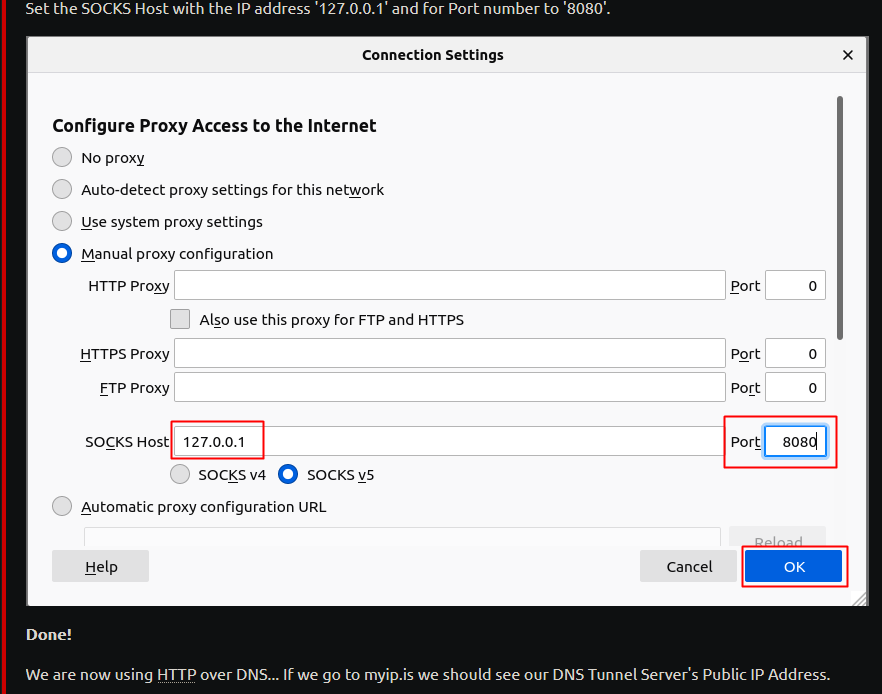 Set the SOCKS Host with the IP address '127.0.0.1' and for Port number to '8080'.
Connection Settings
Configure Proxy Access to the Internet
No proxy
Auto-detect proxy settings for this network
Use system proxy settings
Manual proxy configuration
HTTP Proxy Port 0
Also use this proxy for FTP and HTTPS
HTTPS Proxy Port 0
FTP Proxy Port 0
SOCKS Host 127.0.0.1 Port 8080
SOCKS v4 SOCKS v5
Automatic proxy configuration URL
Reload
Help Cancel OK
Done!
We are now using HTTP over DNS... If we go to myip.is we should see our DNS Tunnel Server's Public IP Address.